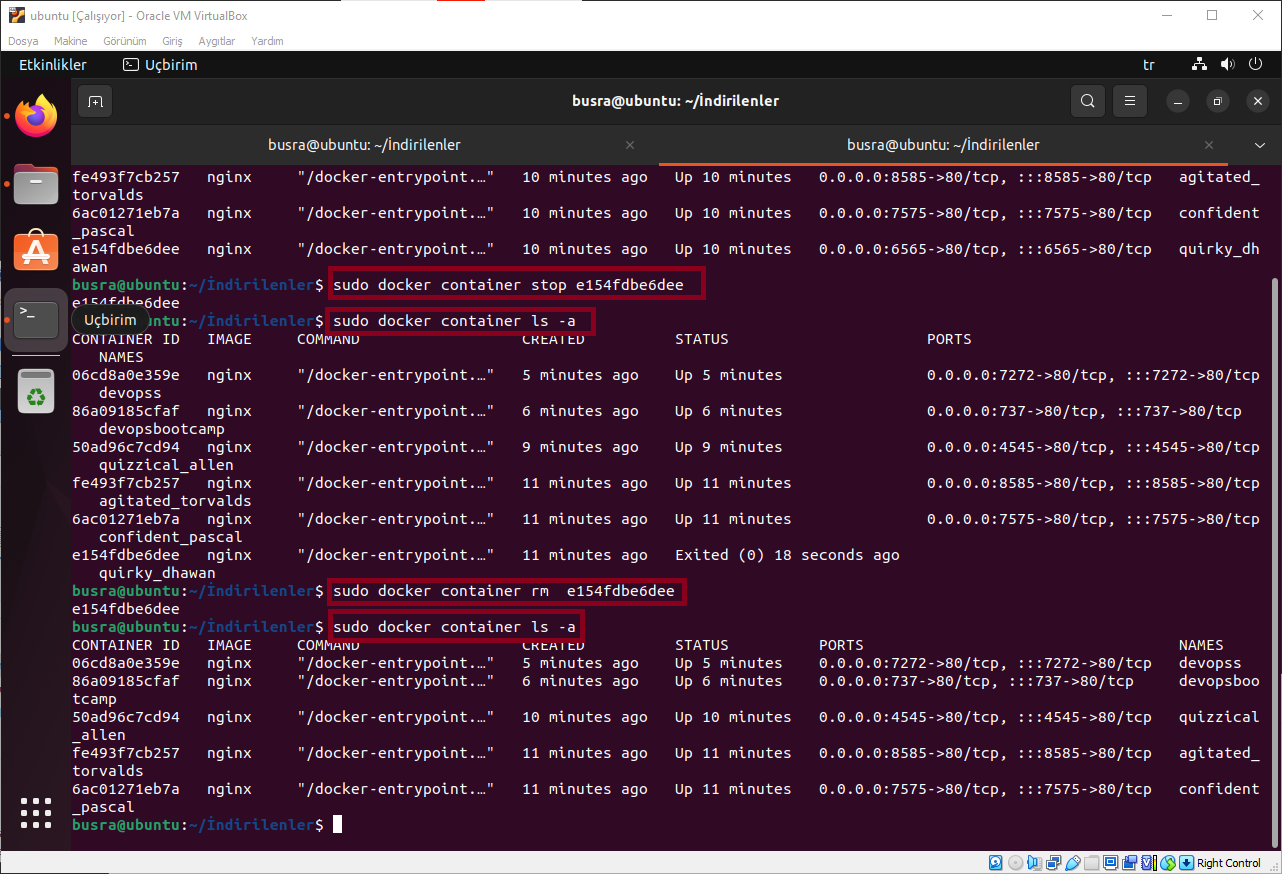 ubuntu [Çalışıyor] - Oracle VM VirtualBox
Dosya Makine Görünüm Giriş Aygıtlar Yardım
Etkinlikler Uçbirim tr
busra@ubuntu: ~/İndirilenler
busra@ubuntu: ~/İndirilenler busra@ubuntu: ~/İndirilenler
fe493f7cb257 nginx "/docker-entrypoint.…" 10 minutes ago Up 10 minutes 0.0.0.0:8585->80/tcp, :::8585->80/tcp agitated_
torvalds
6ac01271eb7a nginx "/docker-entrypoint.…" 10 minutes ago Up 10 minutes 0.0.0.0:7575->80/tcp, :::7575->80/tcp confident
_pascal
e154fdbe6dee nginx "/docker-entrypoint.…" 10 minutes ago Up 10 minutes 0.0.0.0:6565->80/tcp, :::6565->80/tcp quirky_dh
awan
busra@ubuntu:~/İndirilenler$ sudo docker container stop e154fdbe6dee
e154fdbe6dee
Uçbirim
ntu:~/İndirilenler$ sudo docker container ls -a
CONTAINER ID IMAGE COMMAND CREATED STATUS PORTS
NAMES
06cd8a0e359e nginx "/docker-entrypoint.…" 5 minutes ago Up 5 minutes 0.0.0.0:7272->80/tcp, :::7272->80/tcp
devopss
86a09185cfaf nginx "/docker-entrypoint.…" 6 minutes ago Up 6 minutes 0.0.0.0:737->80/tcp, :::737->80/tcp
devopsbootcamp
50ad96c7cd94 nginx "/docker-entrypoint.…" 9 minutes ago Up 9 minutes 0.0.0.0:4545->80/tcp, :::4545->80/tcp
quizzical_allen
fe493f7cb257 nginx "/docker-entrypoint.…" 11 minutes ago Up 11 minutes 0.0.0.0:8585->80/tcp, :::8585->80/tcp
agitated_torvalds
6ac01271eb7a nginx "/docker-entrypoint.…" 11 minutes ago Up 11 minutes 0.0.0.0:7575->80/tcp, :::7575->80/tcp
confident_pascal
e154fdbe6dee nginx "/docker-entrypoint.…" 11 minutes ago Exited (0) 18 seconds ago
quirky_dhawan
busra@ubuntu:~/İndirilenler$ sudo docker container rm  e154fdbe6dee
e154fdbe6dee
busra@ubuntu:~/İndirilenler$ sudo docker container ls -a
CONTAINER ID IMAGE COMMAND CREATED STATUS PORTS NAMES
06cd8a0e359e nginx "/docker-entrypoint.…" 5 minutes ago Up 5 minutes 0.0.0.0:7272->80/tcp, :::7272->80/tcp devopss
86a09185cfaf nginx "/docker-entrypoint.…" 6 minutes ago Up 6 minutes 0.0.0.0:737->80/tcp, :::737->80/tcp devopsboo
tcamp
50ad96c7cd94 nginx "/docker-entrypoint.…" 10 minutes ago Up 10 minutes 0.0.0.0:4545->80/tcp, :::4545->80/tcp quizzical
_allen
fe493f7cb257 nginx "/docker-entrypoint.…" 11 minutes ago Up 11 minutes 0.0.0.0:8585->80/tcp, :::8585->80/tcp agitated_
torvalds
6ac01271eb7a nginx "/docker-entrypoint.…" 11 minutes ago Up 11 minutes 0.0.0.0:7575->80/tcp, :::7575->80/tcp confident
_pascal
busra@ubuntu:~/İndirilenler$
Right Control